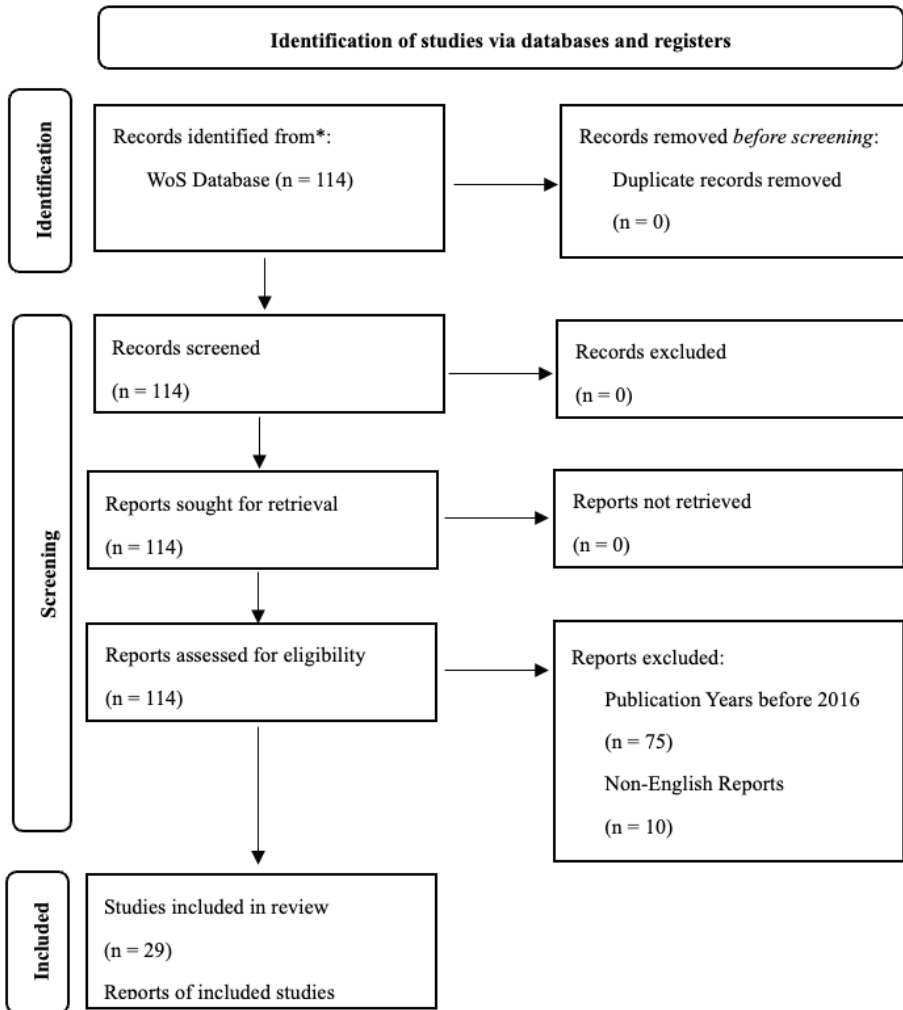 Identification of studies via databases and registers
Identification
Records identified from*:
WoS Database (n = 114)
Records removed before screening:
Duplicate records removed
(n = 0)
Screening
Records screened
(n = 114)
Records excluded
(n = 0)
Reports sought for retrieval
(n = 114)
Reports not retrieved
(n = 0)
Reports assessed for eligibility
(n = 114)
Reports excluded:
Publication Years before 2016
(n = 75)
Non-English Reports
(n = 10)
Included
Studies included in review
(n = 29)
Reports of included studies